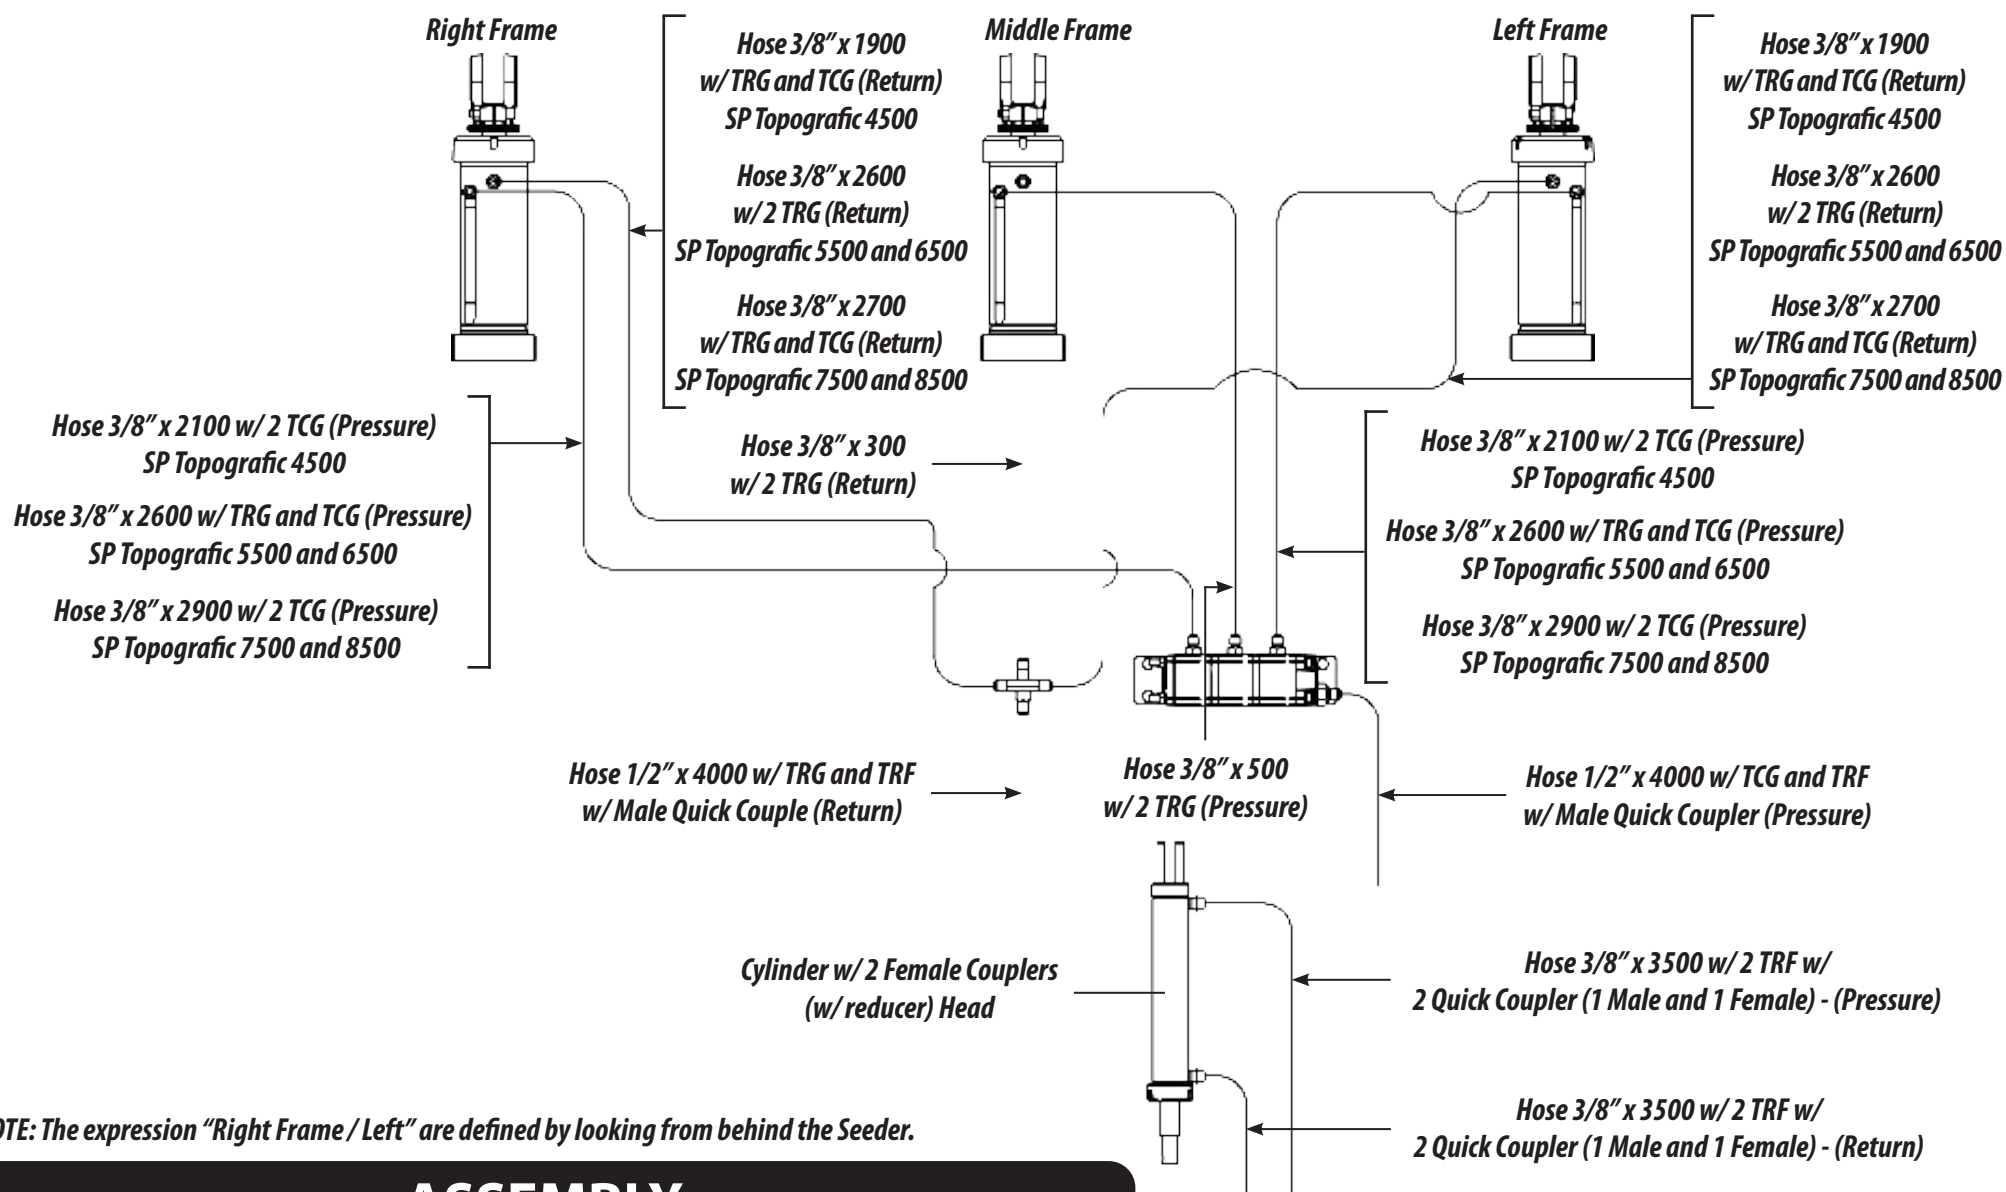 Right Frame
Hose 3/8" x 1900
w/ TRG and TCG (Return)
SP Topografic 4500
Hose 3/8" x 2600
w/ 2 TRG (Return)
SP Topografic 5500 and 6500
Hose 3/8" x 2700
w/ TRG and TCG (Return)
SP Topografic 7500 and 8500
Middle Frame
Left Frame
Hose 3/8" x 1900
w/ TRG and TCG (Return)
SP Topografic 4500
Hose 3/8" x 2600
w/ 2 TRG (Return)
SP Topografic 5500 and 6500
Hose 3/8" x 2700
w/ TRG and TCG (Return)
SP Topografic 7500 and 8500
Hose 3/8" x 2100 w/ 2 TCG (Pressure)
SP Topografic 4500
Hose 3/8" x 2600 w/ TRG and TCG (Pressure)
SP Topografic 5500 and 6500
Hose 3/8" x 2900 w/ 2 TCG (Pressure)
SP Topografic 7500 and 8500
Hose 3/8" x 300
w/ 2 TRG (Return)
Hose 3/8" x 2100 w/ 2 TCG (Pressure)
SP Topografic 4500
Hose 3/8" x 2600 w/ TRG and TCG (Pressure)
SP Topografic 5500 and 6500
Hose 3/8" x 2900 w/ 2 TCG (Pressure)
SP Topografic 7500 and 8500
Hose 1/2" x 4000 w/ TRG and TRF
w/ Male Quick Couple (Return)
Hose 3/8" x 500
w/ 2 TRG (Pressure)
Hose 1/2" x 4000 w/ TCG and TRF
w/ Male Quick Coupler (Pressure)
Cylinder w/ 2 Female Couplers
(w/ reducer) Head
Hose 3/8" x 3500 w/ 2 TRF w/
2 Quick Coupler (1 Male and 1 Female) - (Pressure)
Hose 3/8" x 3500 w/ 2 TRF w/
2 Quick Coupler (1 Male and 1 Female) - (Return)
OTE: The expression “Right Frame / Left” are defined by looking from behind the Seeder.
ASSEMBLY